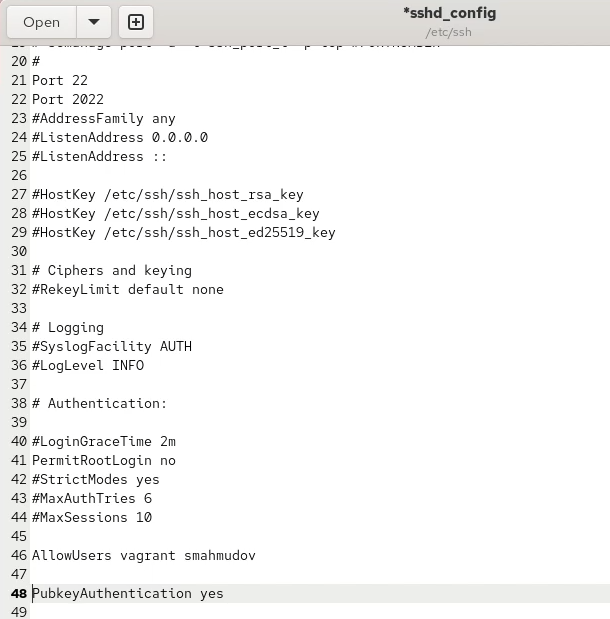 Open
*sshd_config
/etc/ssh
20 #
21 Port 22
22 Port 2022
23 #AddressFamily any
24 #ListenAddress 0.0.0.0
25 #ListenAddress ::
26
27 #HostKey /etc/ssh/ssh_host_rsa_key
28 #HostKey /etc/ssh/ssh_host_ecdsa_key
29 #HostKey /etc/ssh/ssh_host_ed25519_key
30
31 # Ciphers and keying
32 #RekeyLimit default none
33
34 # Logging
35 #SyslogFacility AUTH
36 #LogLevel INFO
37
38 # Authentication:
39
40 #LoginGraceTime 2m
41 PermitRootLogin no
42 #StrictModes yes
43 #MaxAuthTries 6
44 #MaxSessions 10
45
46 AllowUsers vagrant smahmudov
47
48 PubkeyAuthentication yes
49